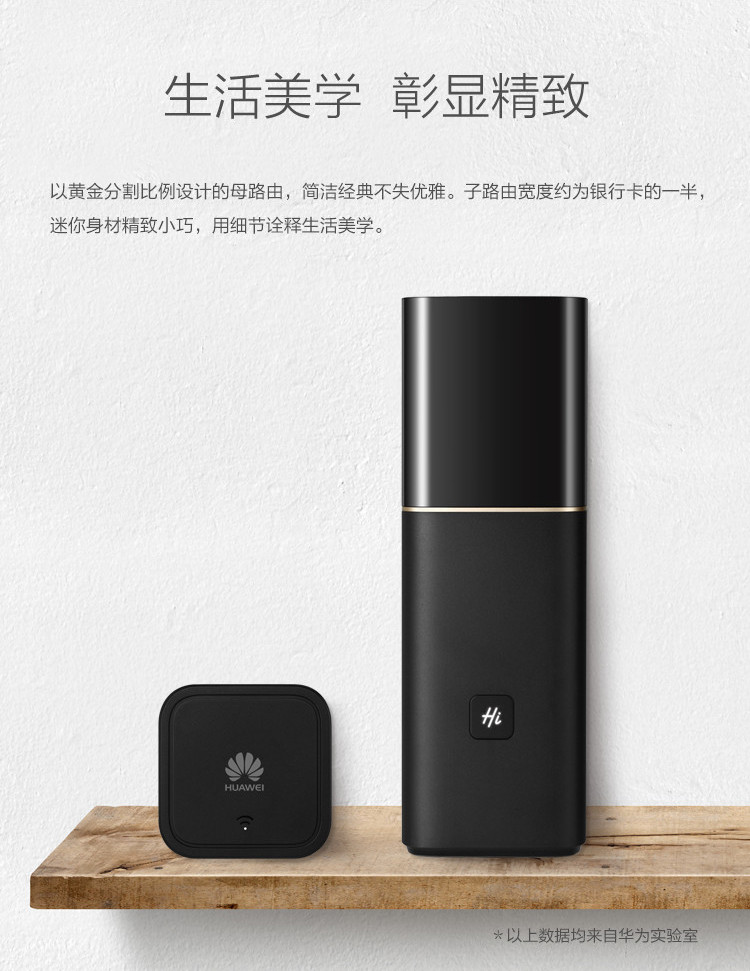 生活美学 彰显精致
以黄金分割比例设计的母路由，简洁经典不失优雅。子路由宽度约为银行卡的一半，
迷你身材精致小巧，用细节诠释生活美学。
Hi
HUAWEI
＊以上数据均来自华为实验室